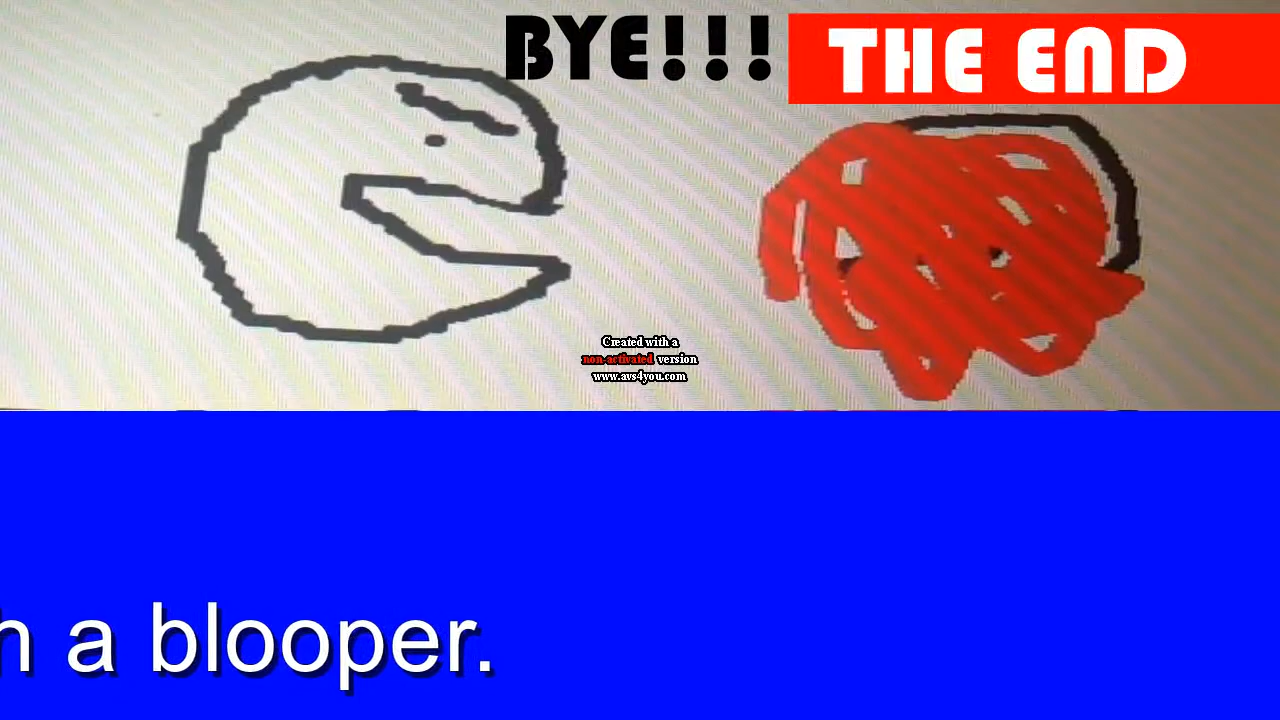 BYE!!! THE END
Created with a
non-activated version
www.avs4you.com
h a blooper.